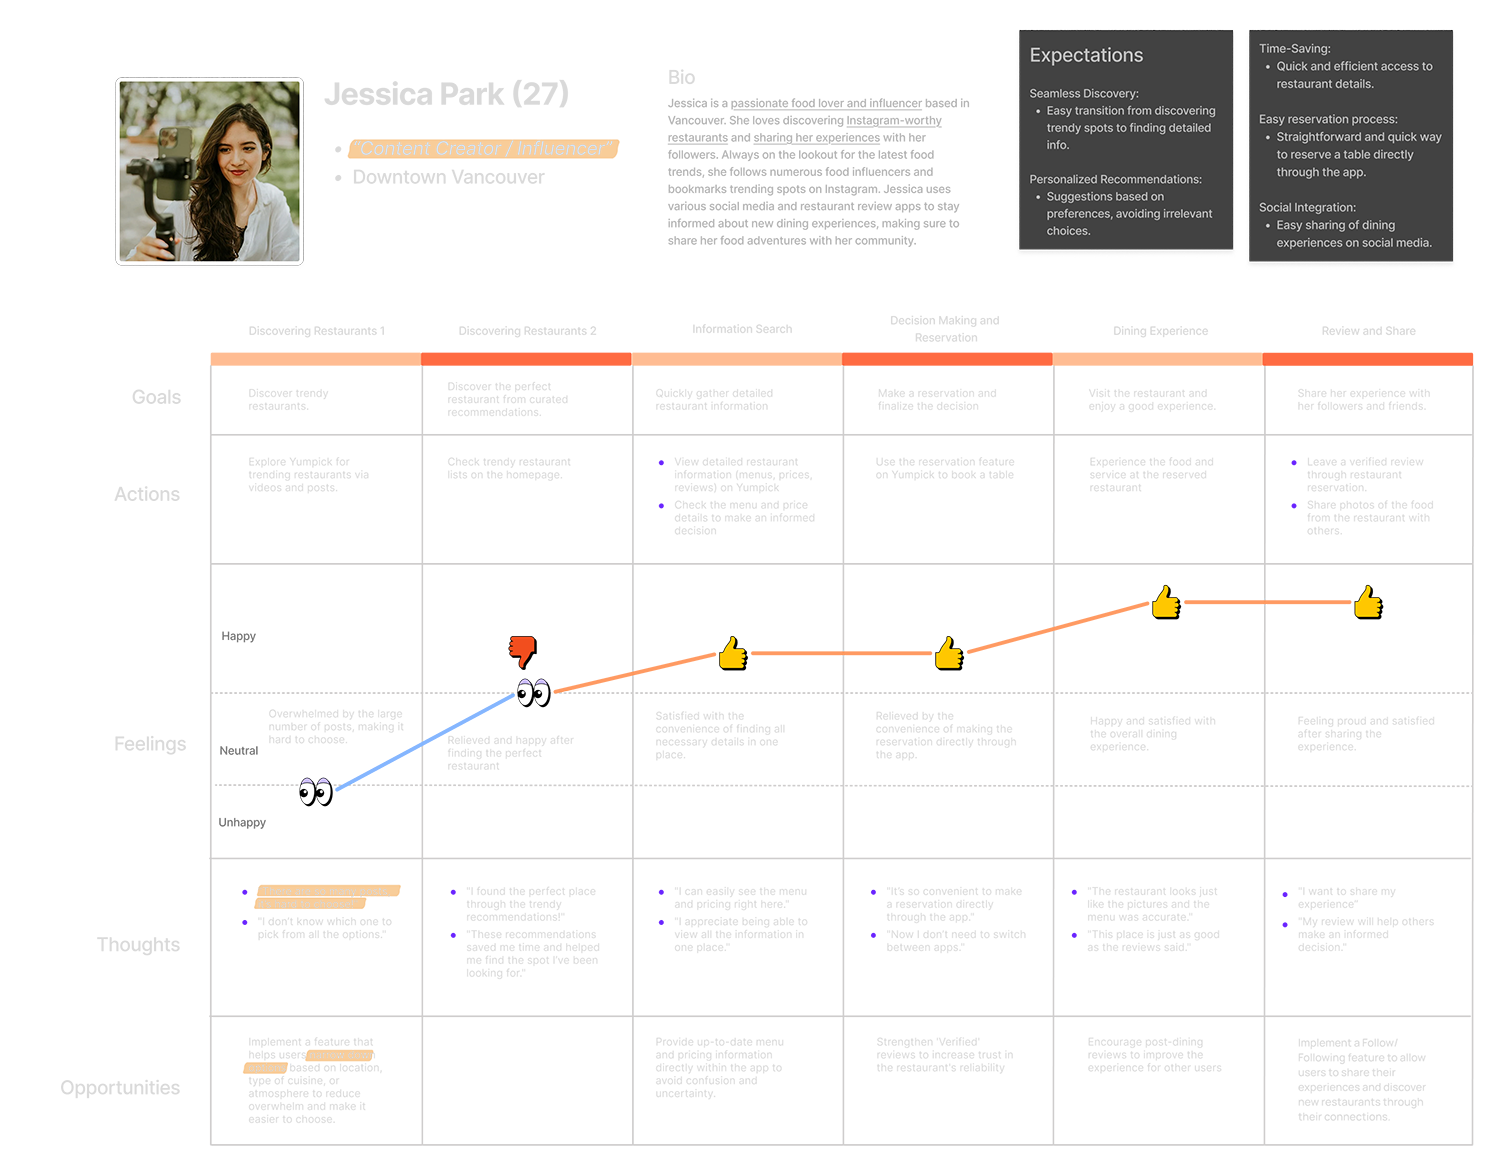 Jessica Park (27)
• "Content Creator / Influencer"
• Downtown Vancouver
Bio
Jessica is a passionate food lover and influencer based in
Vancouver. She loves discovering Instagram-worthy
restaurants and sharing her experiences with her
followers. Always on the lookout for the latest food
trends, she follows numerous food influencers and
bookmarks trending spots on Instagram. Jessica uses
various social media and restaurant review apps to stay
informed about new dining experiences, making sure to
share her food adventures with her community.
Expectations
Seamless Discovery:
• Easy transition from discovering
trendy spots to finding detailed
info.
Personalized Recommendations:
• Suggestions based on
preferences, avoiding irrelevant
choices.
Time-Saving:
• Quick and efficient access to
restaurant details.
Easy reservation process:
• Straightforward and quick way
to reserve a table directly
through the app.
Social Integration:
• Easy sharing of dining
experiences on social media.
Discovering Restaurants 1
Discovering Restaurants 2
Information Search
Decision Making and
Reservation
Dining Experience
Review and Share
Goals
Discover trendy
restaurants.
Discover the perfect
restaurant from curated
recommendations.
Quickly gather detailed
restaurant information
Make a reservation and
finalize the decision
Visit the restaurant and
enjoy a good experience.
Share her experience with
her followers and friends.
Actions
Explore Yumpick for
trending restaurants via
videos and posts.
Check trendy restaurant
lists on the homepage.
• View detailed restaurant
information (menus, prices,
reviews) on Yumpick
• Check the menu and price
details to make an informed
decision
Use the reservation feature
on Yumpick to book a table
Experience the food and
service at the reserved
restaurant
• Leave a verified review
through restaurant
reservation.
• Share photos of the food
from the restaurant with
others.
Feelings
Happy
Neutral
Unhappy
Overwhelmed by the large
number of posts, making it
hard to choose.
Relieved and happy after
finding the perfect
restaurant
Satisfied with the
convenience of finding all
necessary details in one
place.
Relieved by the
convenience of making the
reservation directly through
the app.
Happy and satisfied with
the overall dining
experience.
Feeling proud and satisfied
after sharing the
experience.
Thoughts
• "I don't know which one to
pick from all the options."
• "I found the perfect place
through the trendy
recommendations!"
• "These recommendations
saved me time and helped
me find the spot I've been
looking for."
• "I can easily see the menu
and pricing right here."
• "I appreciate being able to
view all the information in
one place."
• "It's so convenient to make
a reservation directly
through the app."
• "Now I don't need to switch
between apps."
• "The restaurant looks just
like the pictures and the
menu was accurate."
• "This place is just as good
as the reviews said."
• "I want to share my
experience"
• "My review will help others
make an informed
decision."
Opportunities
Implement a feature that
helps users
based on location,
type of cuisine, or
atmosphere to reduce
overwhelm and make it
easier to choose.
Provide up-to-date menu
and pricing information
directly within the app to
avoid confusion and
uncertainty.
Strengthen 'Verified'
reviews to increase trust in
the restaurant's reliability
Encourage post-dining
reviews to improve the
experience for other users
Implement a Follow/
Following feature to allow
users to share their
experiences and discover
new restaurants through
their connections.